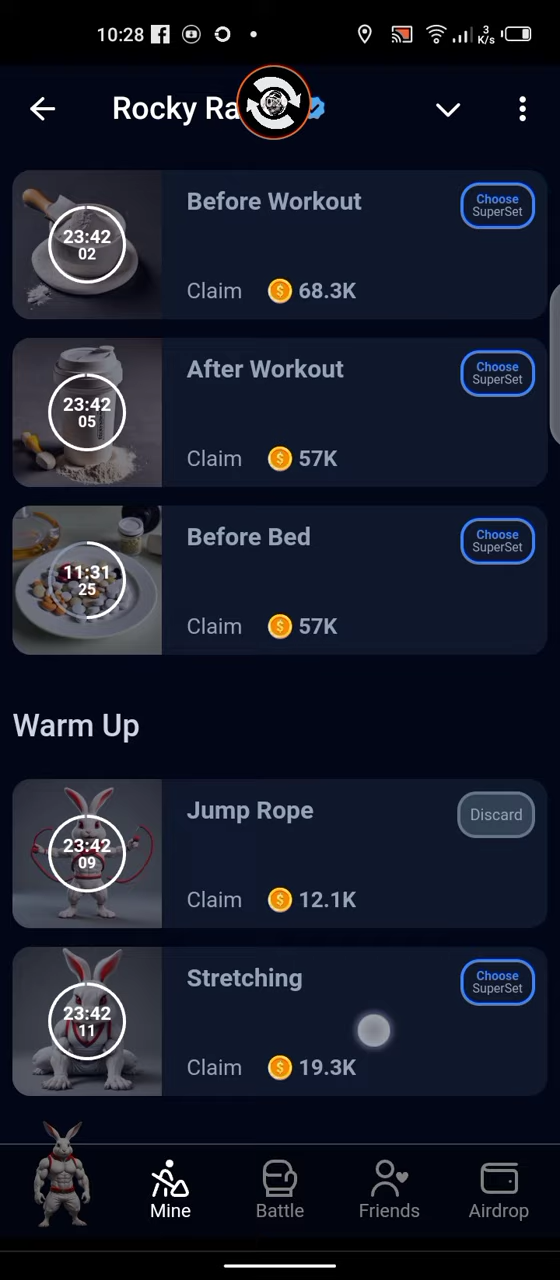 10:28
3
K/s
Rocky Ra
Before Workout
Choose
SuperSet
23:42
02
Claim 68.3K
After Workout
Choose
SuperSet
23:42
05
Claim 57K
Before Bed
Choose
SuperSet
11:31
25
Claim 57K
Warm Up
Jump Rope
Discard
23:42
09
Claim 12.1K
Stretching
Choose
SuperSet
23:42
11
Claim 19.3K
Mine Battle Friends Airdrop